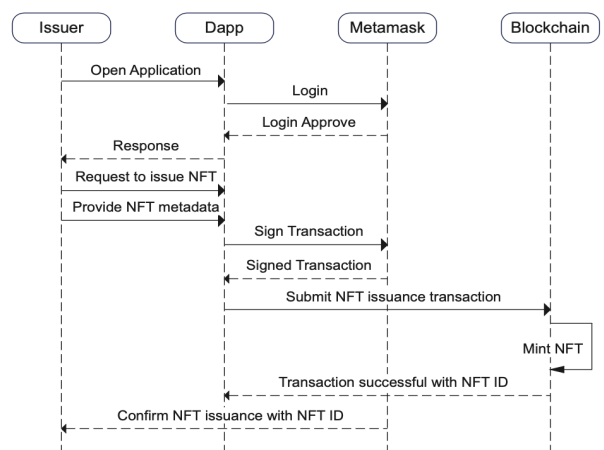 Issuer
Dapp
Metamask
Blockchain
Open Application
Login
Login Approve
Response
Request to issue NFT
Provide NFT metadata
Sign Transaction
Signed Transaction
Submit NFT issuance transaction
Mint NFT
Transaction successful with NFT ID
Confirm NFT issuance with NFT ID